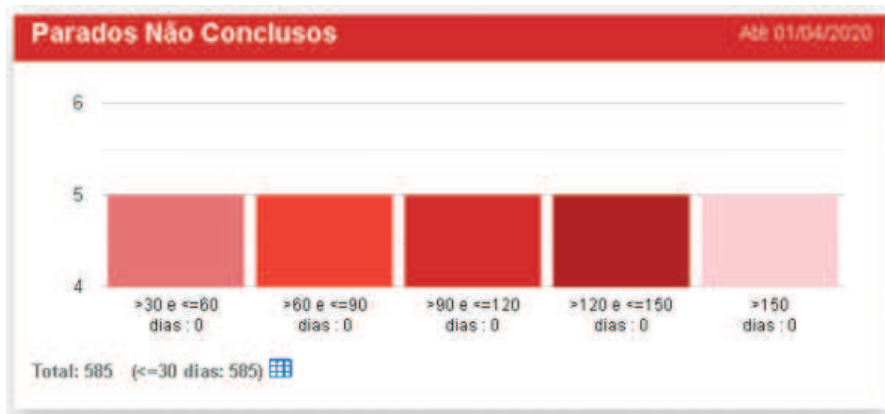 Parados Não Conclusos
Até 01/04/2020
6
5
4
>30 e <=60
dias : 0
>60 e <=90
dias : 0
>90 e <=120
dias : 0
>120 e <=150
dias : 0
>150
dias : 0
Total: 585 (<=30 dias: 585)